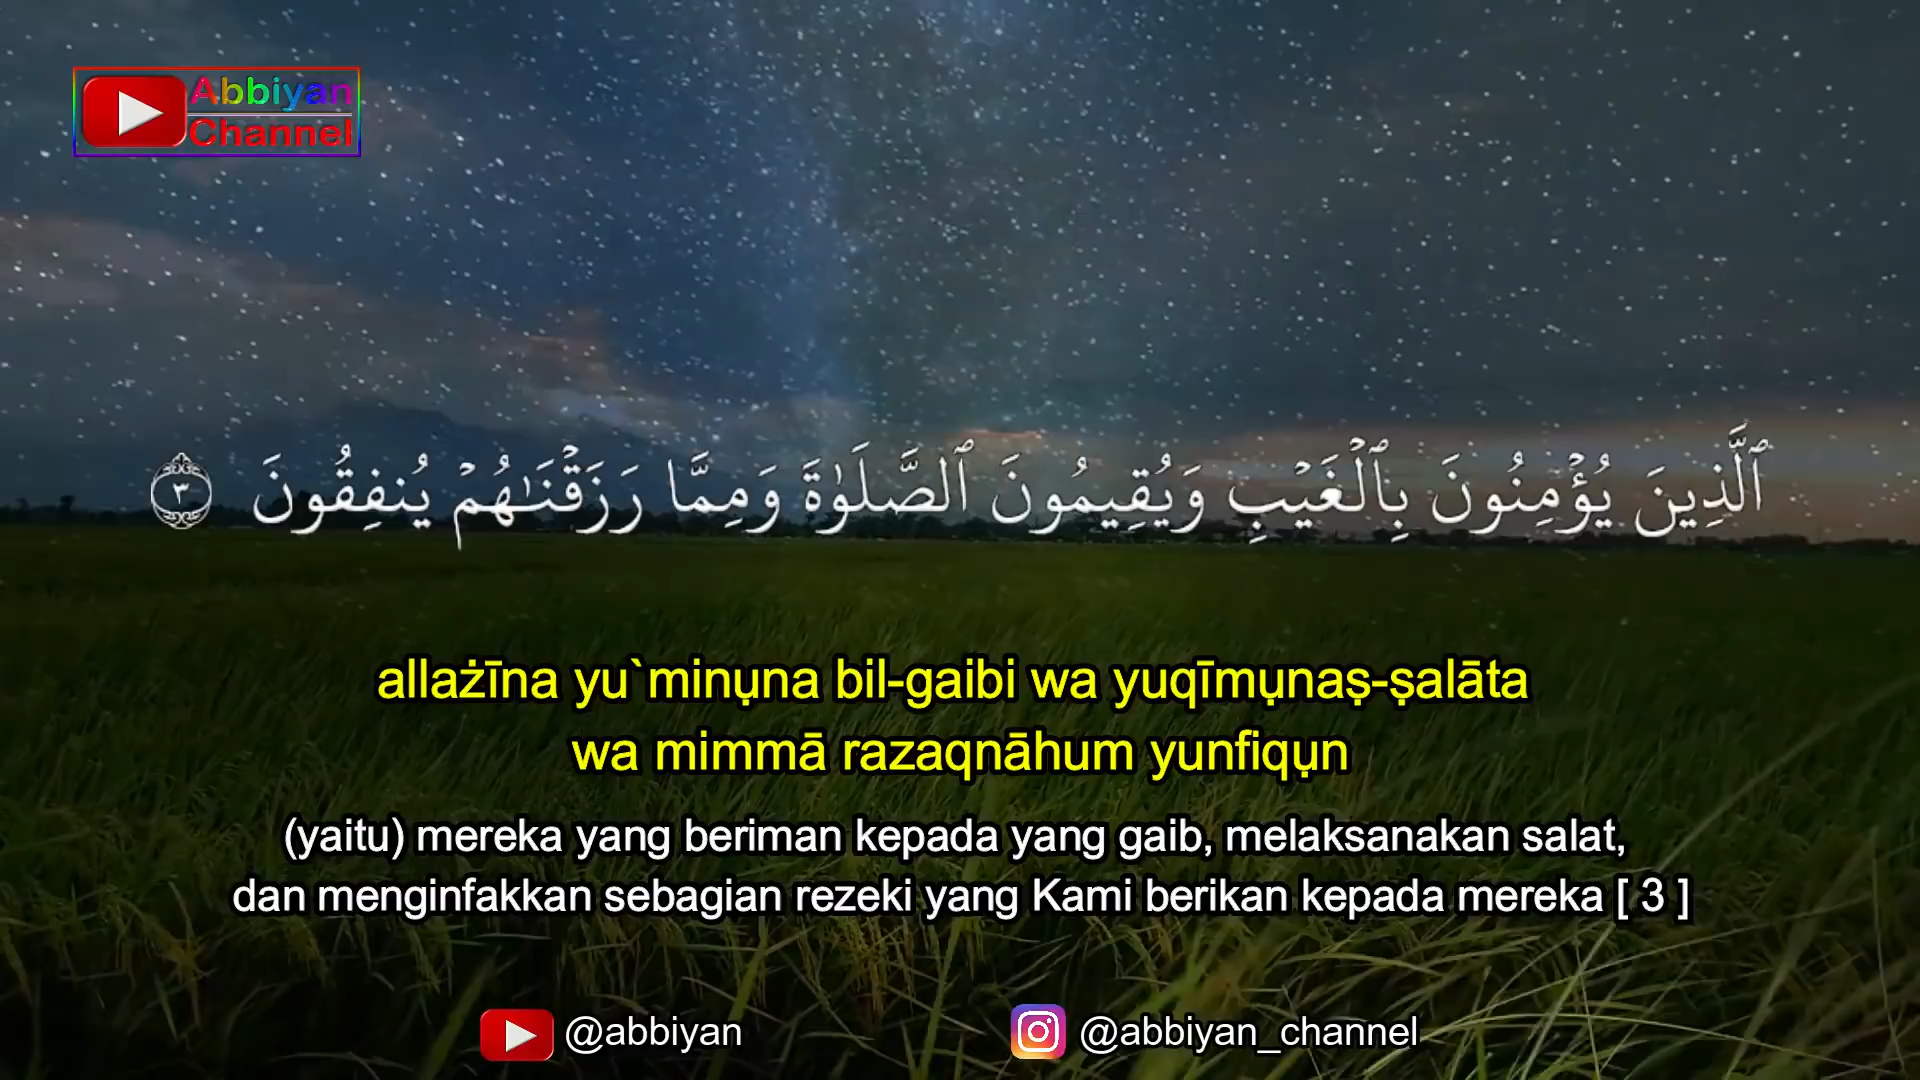 Abbiyan
Channel
ٱلَّذِينَ يُؤْمِنُونَ بِٱلْغَيْبِ وَيُقِيمُونَ ٱلصَّلَوٰةَ وَمِمَّا رَزَقْنَـٰهُمْ يُنفِقُونَ ٣
allażīna yu`minụna bil-gaibi wa yuqīmụnaṣ-ṣalāta
wa mimmā razaqnāhum yunfiqụn
(yaitu) mereka yang beriman kepada yang gaib, melaksanakan salat,
dan menginfakkan sebagian rezeki yang Kami berikan kepada mereka [ 3 ]
@abbiyan
@abbiyan_channel